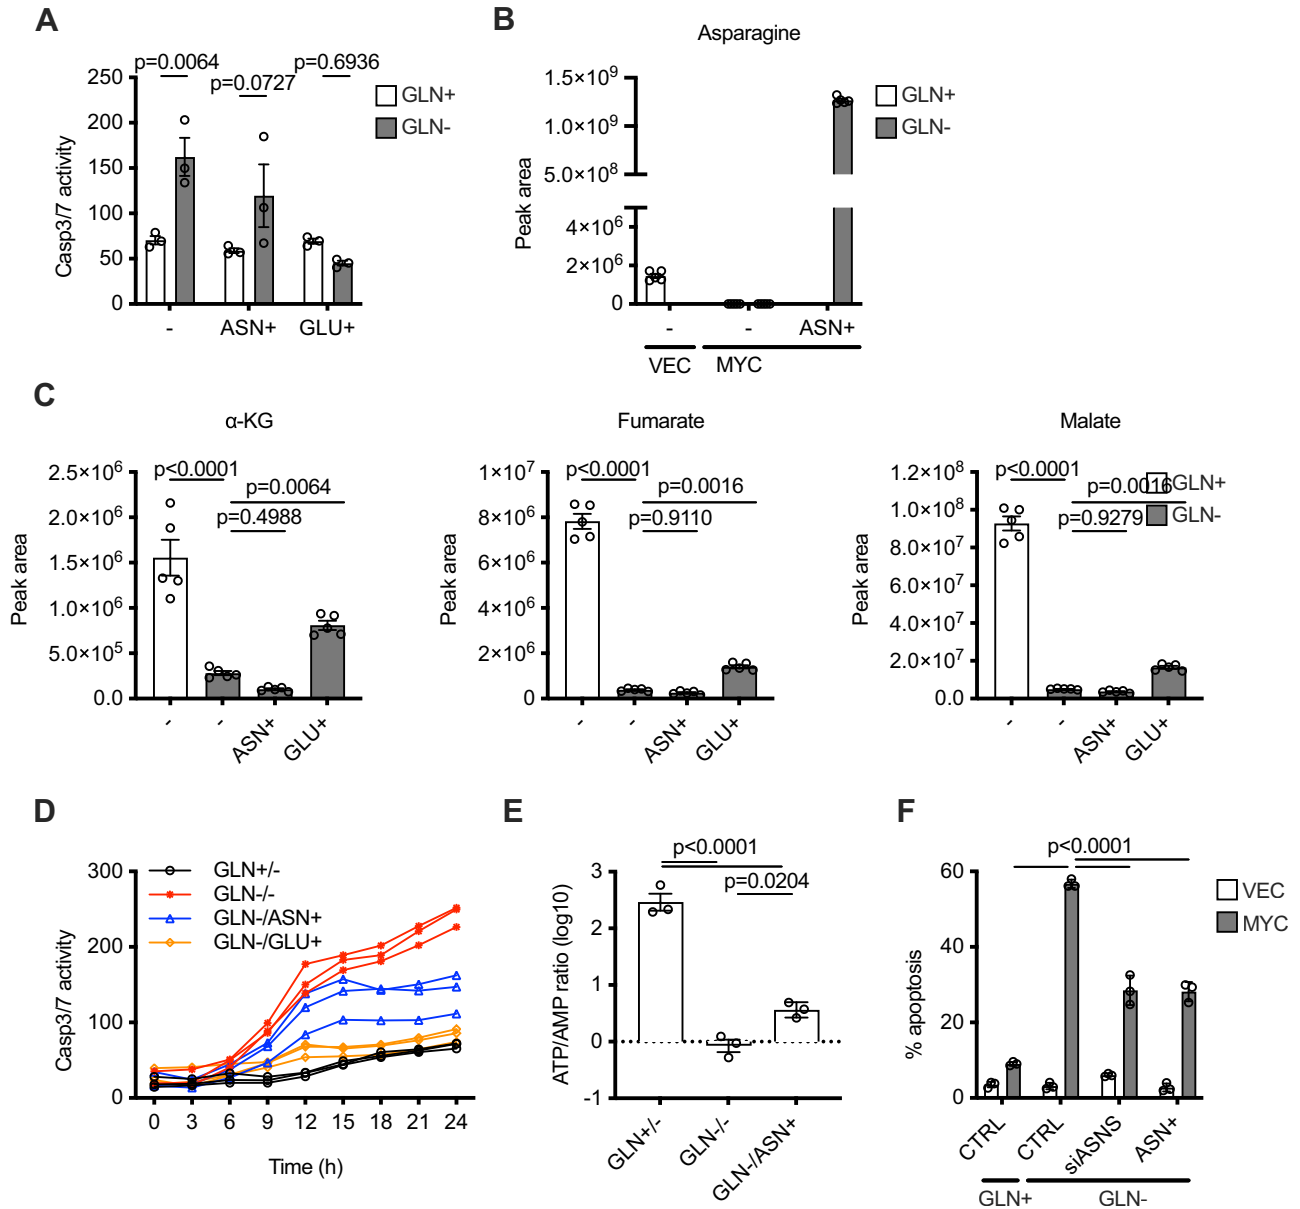 A
p=0.0064
p=0.0727
p=0.6936
GLN+
GLN-
Casp3/7 activity
250
200
150
100
50
0
-
ASN+
GLU+
B
Asparagine
GLN+
GLN-
Peak area
1.5×10⁹
1.0×10⁹
5.0×10⁸
4×10⁶
2×10⁶
0
-
-
ASN+
VEC
MYC
C
α-KG
Peak area
2.5×10⁶
2.0×10⁶
1.5×10⁶
1.0×10⁶
5.0×10⁵
0.0
p<0.0001
p=0.0064
p=0.4988
-
-
ASN+
GLU+
Fumarate
Peak area
1×10⁷
8×10⁶
6×10⁶
4×10⁶
2×10⁶
0
p<0.0001
p=0.0016
p=0.9110
-
-
ASN+
GLU+
Malate
Peak area
1.2×10⁸
1.0×10⁸
8.0×10⁷
6.0×10⁷
4.0×10⁷
2.0×10⁷
0.0
p<0.0001
p=0.0016
p=0.9279
GLN+
GLN-
-
-
ASN+
GLU+
D
Casp3/7 activity
300
200
100
0
GLN+/-
GLN-/-
GLN-/ASN+
GLN-/GLU+
0 3 6 9 12 15 18 21 24
Time (h)
E
ATP/AMP ratio (log10)
3
2
1
0
-1
p<0.0001
p=0.0204
GLN+/-
GLN-/-
GLN-/ASN+
F
% apoptosis
60
40
20
0
p<0.0001
VEC
MYC
CTRL
CTRL
siASNS
ASN+
GLN+
GLN-